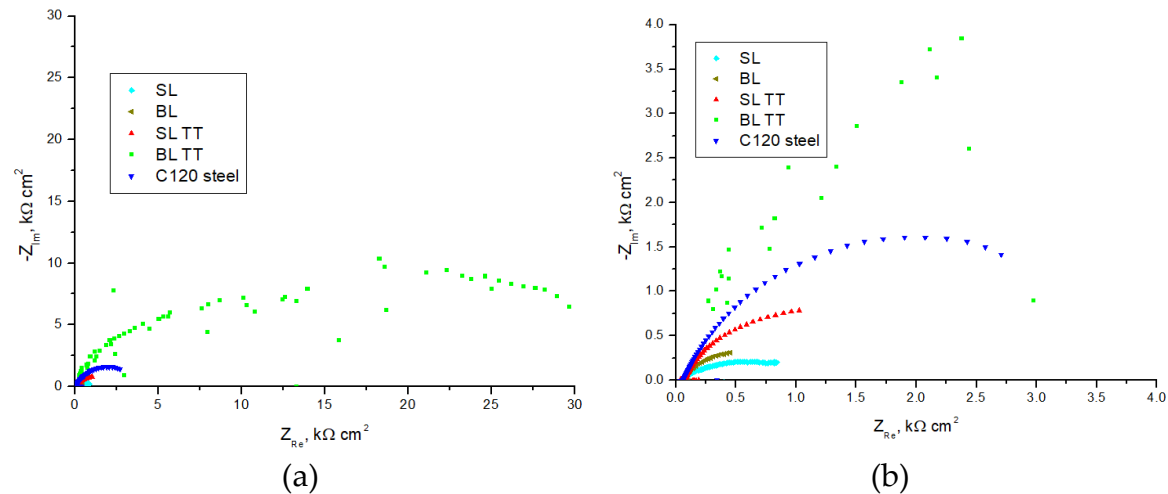 30
25
20
15
10
5
0
-Z_Im, kΩ cm²
SL
BL
SL TT
BL TT
C120 steel
0 5 10 15 20 25 30
Z_Re, kΩ cm²
(a)
4.0
3.5
3.0
2.5
2.0
1.5
1.0
0.5
0.0
-Z_Im, kΩ cm²
SL
BL
SL TT
BL TT
C120 steel
0.0 0.5 1.0 1.5 2.0 2.5 3.0 3.5 4.0
Z_Re, kΩ cm²
(b)